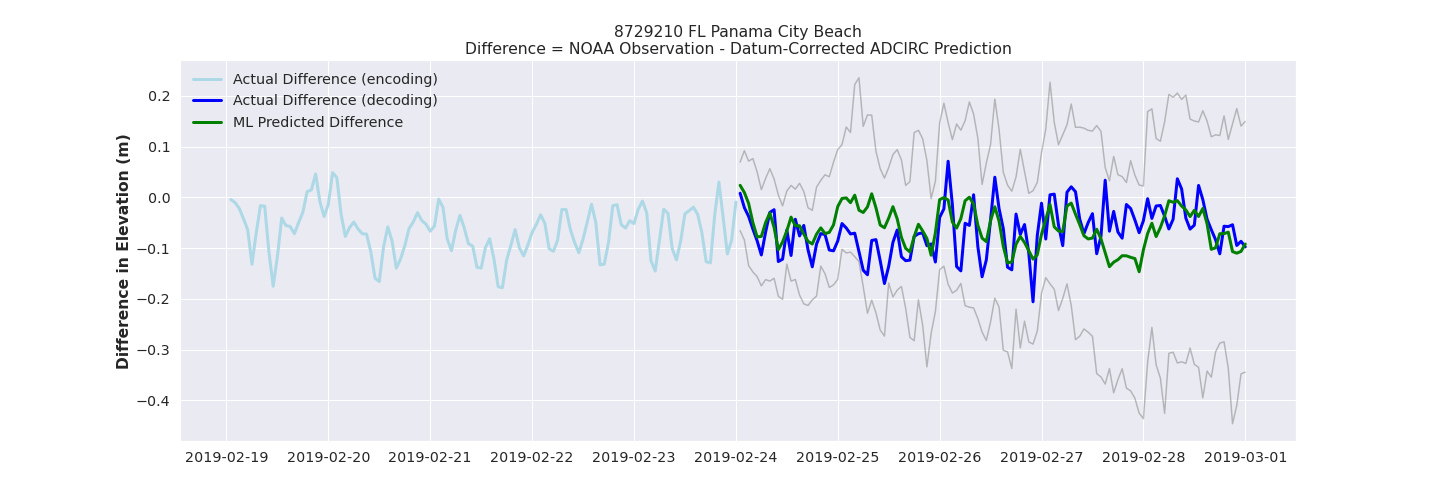 8729210 FL Panama City Beach
Difference = NOAA Observation - Datum-Corrected ADCIRC Prediction
Actual Difference (encoding)
Actual Difference (decoding)
ML Predicted Difference
Difference in Elevation (m)
0.2
0.1
0.0
−0.1
−0.2
−0.3
−0.4
2019-02-19 2019-02-20 2019-02-21 2019-02-22 2019-02-23 2019-02-24 2019-02-25 2019-02-26 2019-02-27 2019-02-28 2019-03-01